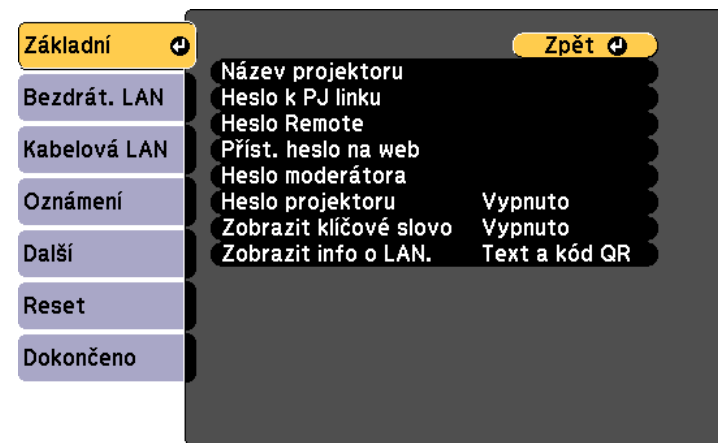 Základní
Bezdrát. LAN
Kabelová LAN
Oznámení
Další
Reset
Dokončeno
Zpět
Název projektoru
Heslo k PJ linku
Heslo Remote
Příst. heslo na web
Heslo moderátora
Heslo projektoru Vypnuto
Zobrazit klíčové slovo Vypnuto
Zobrazit info o LAN. Text a kód QR